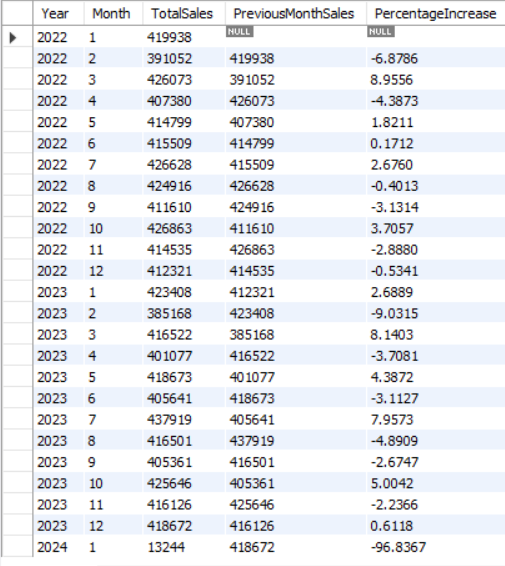 Year Month TotalSales PreviousMonthSales PercentageIncrease
2022 1 419938 NULL NULL
2022 2 391052 419938 -6.8786
2022 3 426073 391052 8.9556
2022 4 407380 426073 -4.3873
2022 5 414799 407380 1.8211
2022 6 415509 414799 0.1712
2022 7 426628 415509 2.6760
2022 8 424916 426628 -0.4013
2022 9 411610 424916 -3.1314
2022 10 426863 411610 3.7057
2022 11 414535 426863 -2.8880
2022 12 412321 414535 -0.5341
2023 1 423408 412321 2.6889
2023 2 385168 423408 -9.0315
2023 3 416522 385168 8.1403
2023 4 401077 416522 -3.7081
2023 5 418673 401077 4.3872
2023 6 405641 418673 -3.1127
2023 7 437919 405641 7.9573
2023 8 416501 437919 -4.8909
2023 9 405361 416501 -2.6747
2023 10 425646 405361 5.0042
2023 11 416126 425646 -2.2366
2023 12 418672 416126 0.6118
2024 1 13244 418672 -96.8367